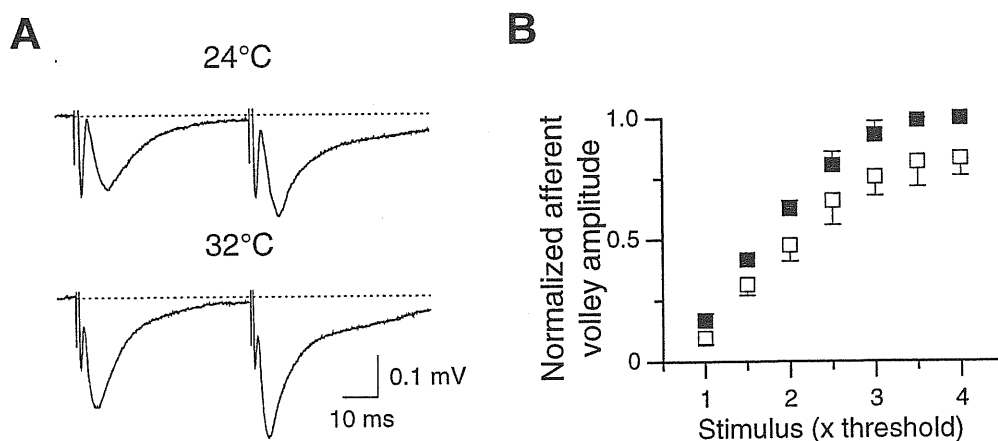 A
24°C
32°C
0.1 mV
10 ms
B
Normalized afferent
volley amplitude
1.0
0.5
0
1
2
3
4
Stimulus (x threshold)